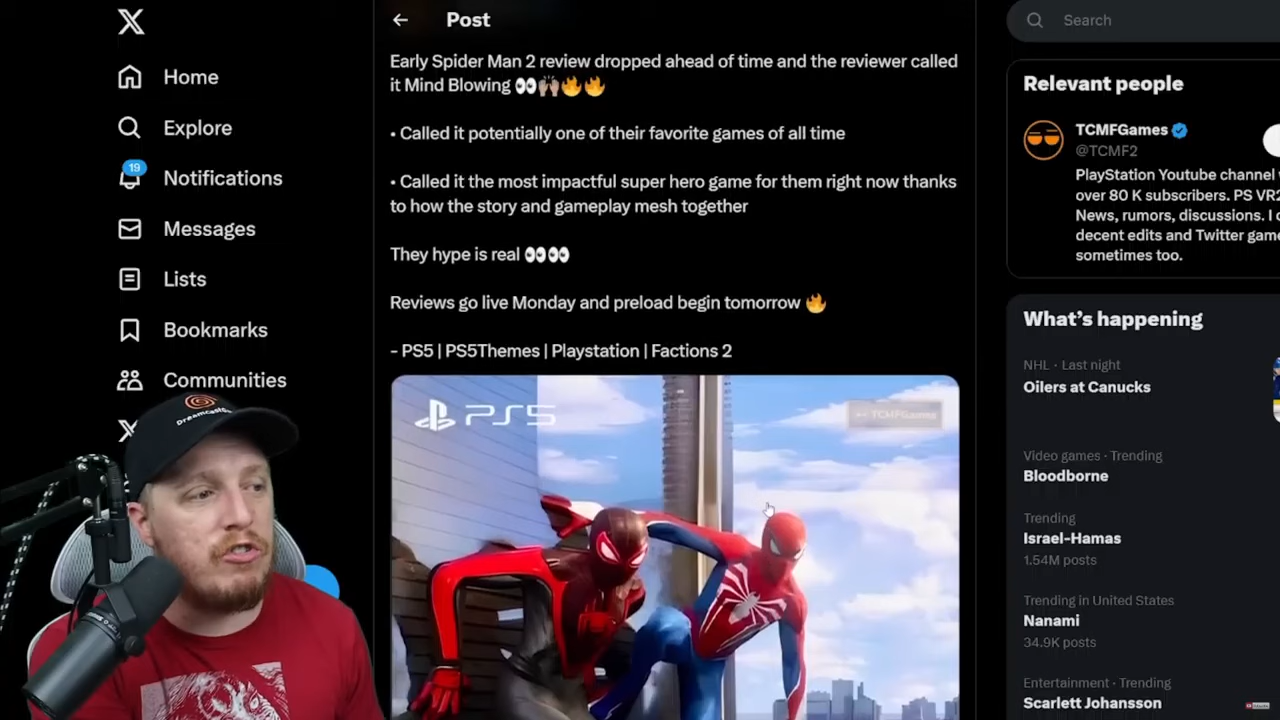 Post
Search
Home
Explore
19
Notifications
Messages
Lists
Bookmarks
Communities
Early Spider Man 2 review dropped ahead of time and the reviewer called
it Mind Blowing 👀🙌🏽🔥🔥
• Called it potentially one of their favorite games of all time
• Called it the most impactful super hero game for them right now thanks
to how the story and gameplay mesh together
They hype is real 👀👀
Reviews go live Monday and preload begin tomorrow 🔥
- PS5 | PS5Themes | Playstation | Factions 2
PS5
TCMFGames
Relevant people
TCMFGames
@TCMF2
PlayStation Youtube channel
over 80 K subscribers. PS VR2
News, rumors, discussions. I
decent edits and Twitter gam
sometimes too.
What's happening
NHL · Last night
Oilers at Canucks
Video games · Trending
Bloodborne
Trending
Israel-Hamas
1.54M posts
Trending in United States
Nanami
34.9K posts
Entertainment · Trending
Scarlett Johansson